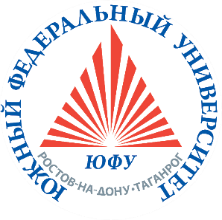 ЮЖНЫЙ ФЕДЕРАЛЬНЫЙ УНИВЕРСИТЕТ
ЮФУ
РОСТОВ-НА-ДОНУ•ТАГАНРОГ